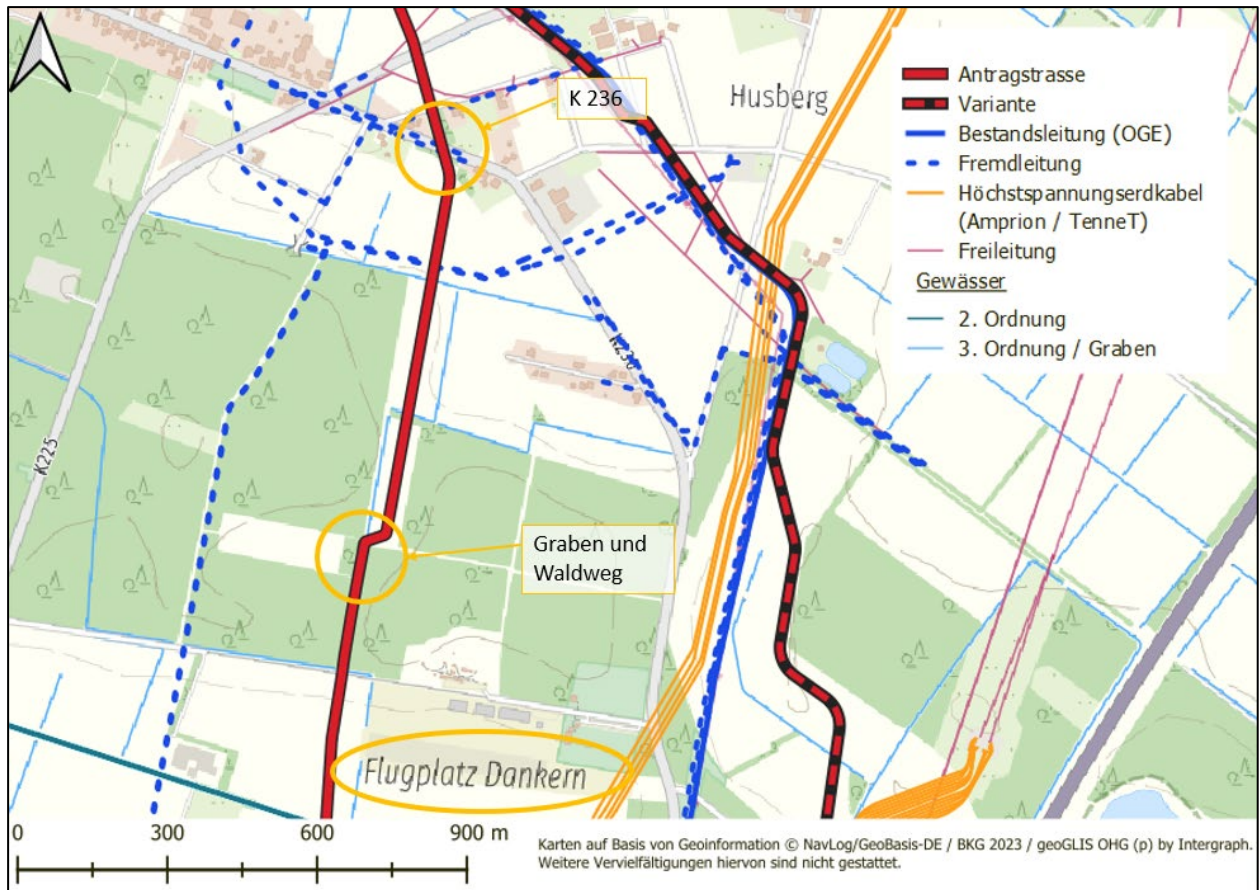 K 236
Husberg
Antragstrasse
Variante
Bestandsleitung (OGE)
Fremdleitung
Höchstspannungserdkabel
(Amprion / TenneT)
Freileitung
Gewässer
2. Ordnung
3. Ordnung / Graben
K236
K225
Graben und
Waldweg
Flugplatz Dankern
0 300 600 900 m
Karten auf Basis von Geoinformation © NavLog/GeoBasis-DE / BKG 2023 / geoGLIS OHG (p) by Intergraph.
Weitere Vervielfältigungen hiervon sind nicht gestattet.